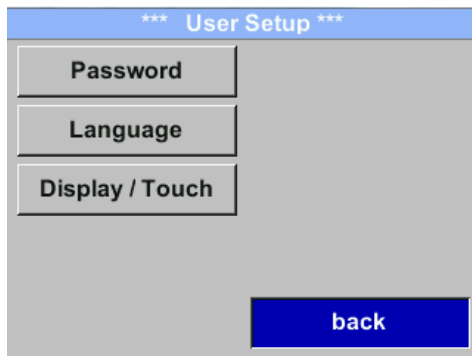 *** User Setup ***
Password
Language
Display / Touch
back